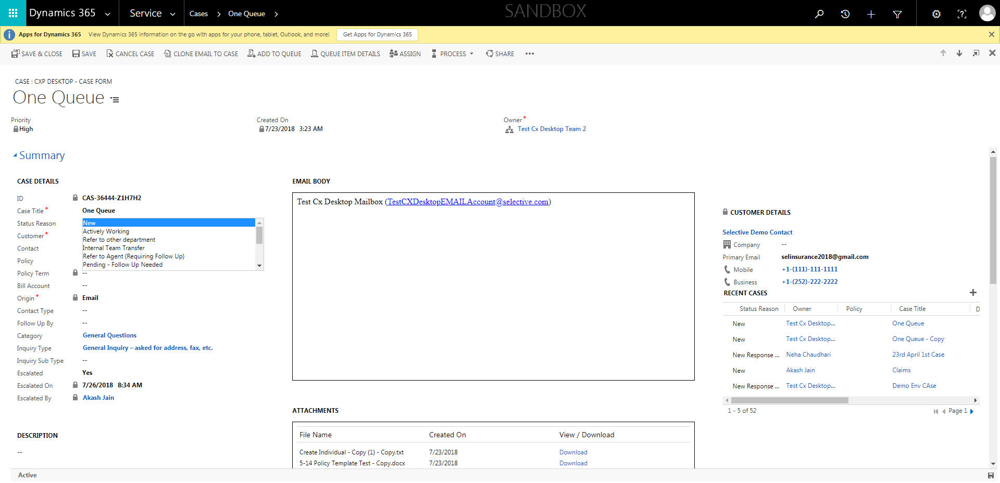 Dynamics 365 Service Cases One Queue SANDBOX
Apps for Dynamics 365 View Dynamics 365 information on the go with apps for your phone, tablet, Outlook, and more! Get Apps for Dynamics 365
SAVE & CLOSE SAVE CANCEL CASE CLONE EMAIL TO CASE ADD TO QUEUE QUEUE ITEM DETAILS ASSIGN PROCESS SHARE •••
CASE : CXP DESKTOP - CASE FORM
One Queue
Priority
High
Created On
7/23/2018 3:23 AM
Owner *
Test Cx Desktop Team 2
Summary
CASE DETAILS
ID CAS-36444-Z1H7H2
Case Title * One Queue
Status Reason
New
Actively Working
Refer to other department
Internal Team Transfer
Refer to Agent (Requiring Follow Up)
Pending - Follow Up Needed
Customer *
Contact
Policy
Policy Term --
Bill Account --
Origin * Email
Contact Type --
Follow Up By --
Category General Questions
Inquiry Type General Inquiry – asked for address, fax, etc.
Inquiry Sub Type --
Escalated Yes
Escalated On 7/26/2018 8:34 AM
Escalated By Akash Jain
DESCRIPTION
--
EMAIL BODY
Test Cx Desktop Mailbox (TestCXDesktopEMAILAccount@selective.com)
ATTACHMENTS
File Name Created On View / Download
Create Individual - Copy (1) - Copy.txt 7/23/2018 Download
5-14 Policy Template Test - Copy.docx 7/23/2018 Download
CUSTOMER DETAILS
Selective Demo Contact
Company --
Primary Email selinsurance2018@gmail.com
Mobile +1-(111)-111-1111
Business +1-(252)-222-2222
RECENT CASES
Status Reason Owner Policy Case Title D
New Test Cx Desktop... One Queue
New Test Cx Desktop... One Queue - Copy
New Response ... Neha Chaudhari 23rd April 1st Case
New Akash Jain Claims
New Response ... Test Cx Desktop... Demo Env CAse
1 - 5 of 52 Page 1
Active